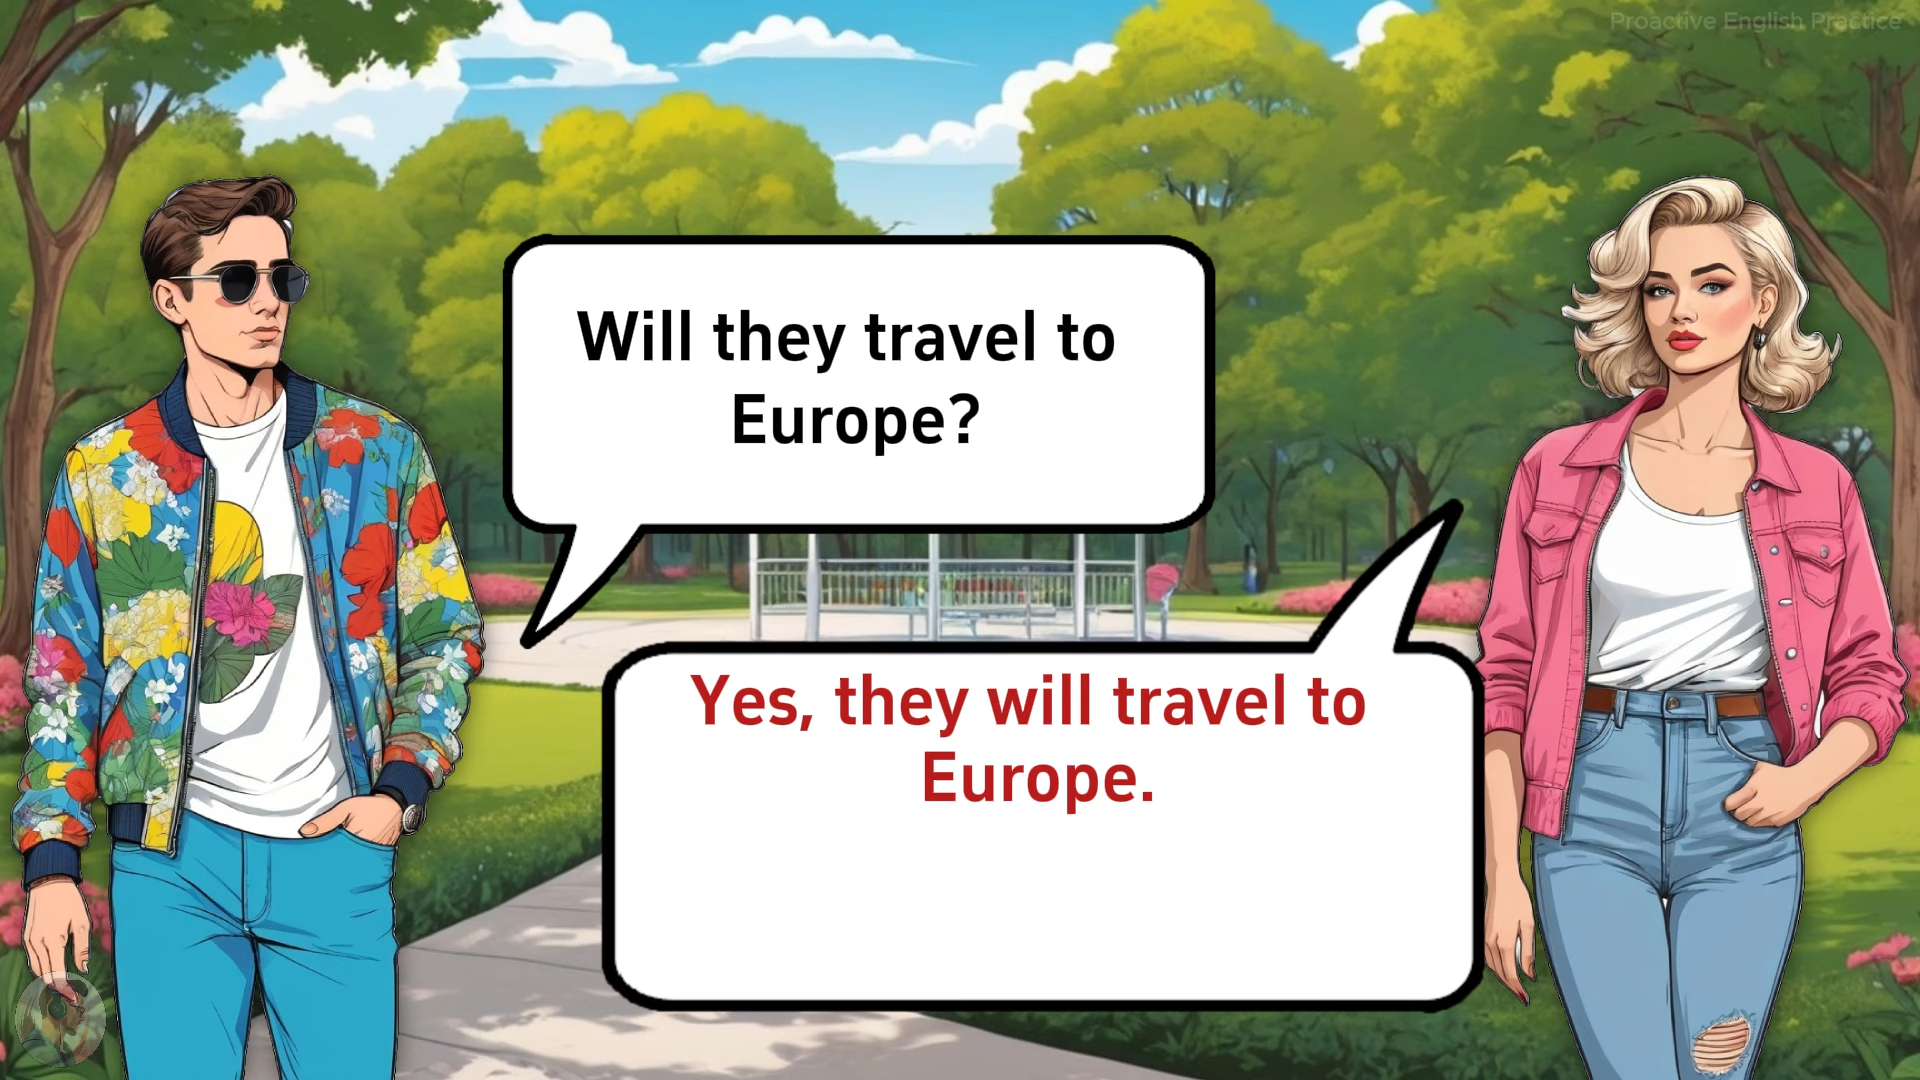 Proactive English Practice
Will they travel to
Europe?
Yes, they will travel to
Europe.